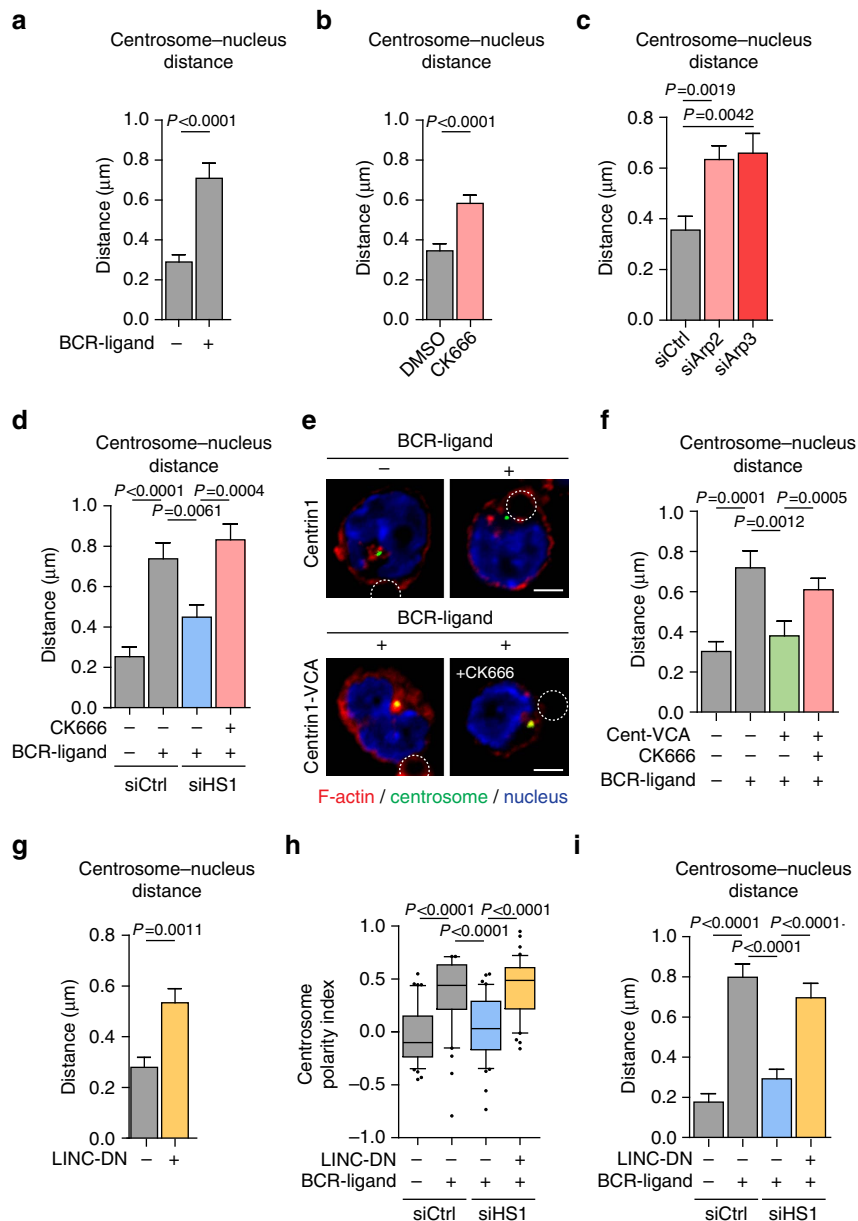 a
Centrosome–nucleus
distance
P<0.0001
Distance (μm)
1.0
0.8
0.6
0.4
0.2
0.0
BCR-ligand – +
b
Centrosome–nucleus
distance
P<0.0001
Distance (μm)
1.0
0.8
0.6
0.4
0.2
0.0
DMSO
CK666
c
Centrosome–nucleus
distance
P=0.0019
P=0.0042
Distance (μm)
0.8
0.6
0.4
0.2
0.0
siCtrl
siArp2
siArp3
d
Centrosome–nucleus
distance
P<0.0001 P=0.0004
P=0.0061
Distance (μm)
1.0
0.8
0.6
0.4
0.2
0.0
CK666 – – – +
BCR-ligand – + + +
siCtrl siHS1
e
BCR-ligand
– +
Centrin1
BCR-ligand
+ +
Centrin1-VCA
+CK666
F-actin / centrosome / nucleus
f
Centrosome–nucleus
distance
P=0.0001 P=0.0005
P=0.0012
Distance (μm)
1.0
0.8
0.6
0.4
0.2
0.0
Cent-VCA – – + +
CK666 – – – +
BCR-ligand – + + +
g
Centrosome–nucleus
distance
P=0.0011
Distance (μm)
0.8
0.6
0.4
0.2
0.0
LINC-DN – +
h
P<0.0001 P<0.0001
P<0.0001
Centrosome
polarity index
1.0
0.5
0.0
–0.5
–1.0
LINC-DN – – – +
BCR-ligand – + + +
siCtrl siHS1
i
Centrosome–nucleus
distance
P<0.0001 P<0.0001-
P<0.0001
Distance (μm)
1.0
0.8
0.6
0.4
0.2
0.0
LINC-DN – – – +
BCR-ligand – + + +
siCtrl siHS1